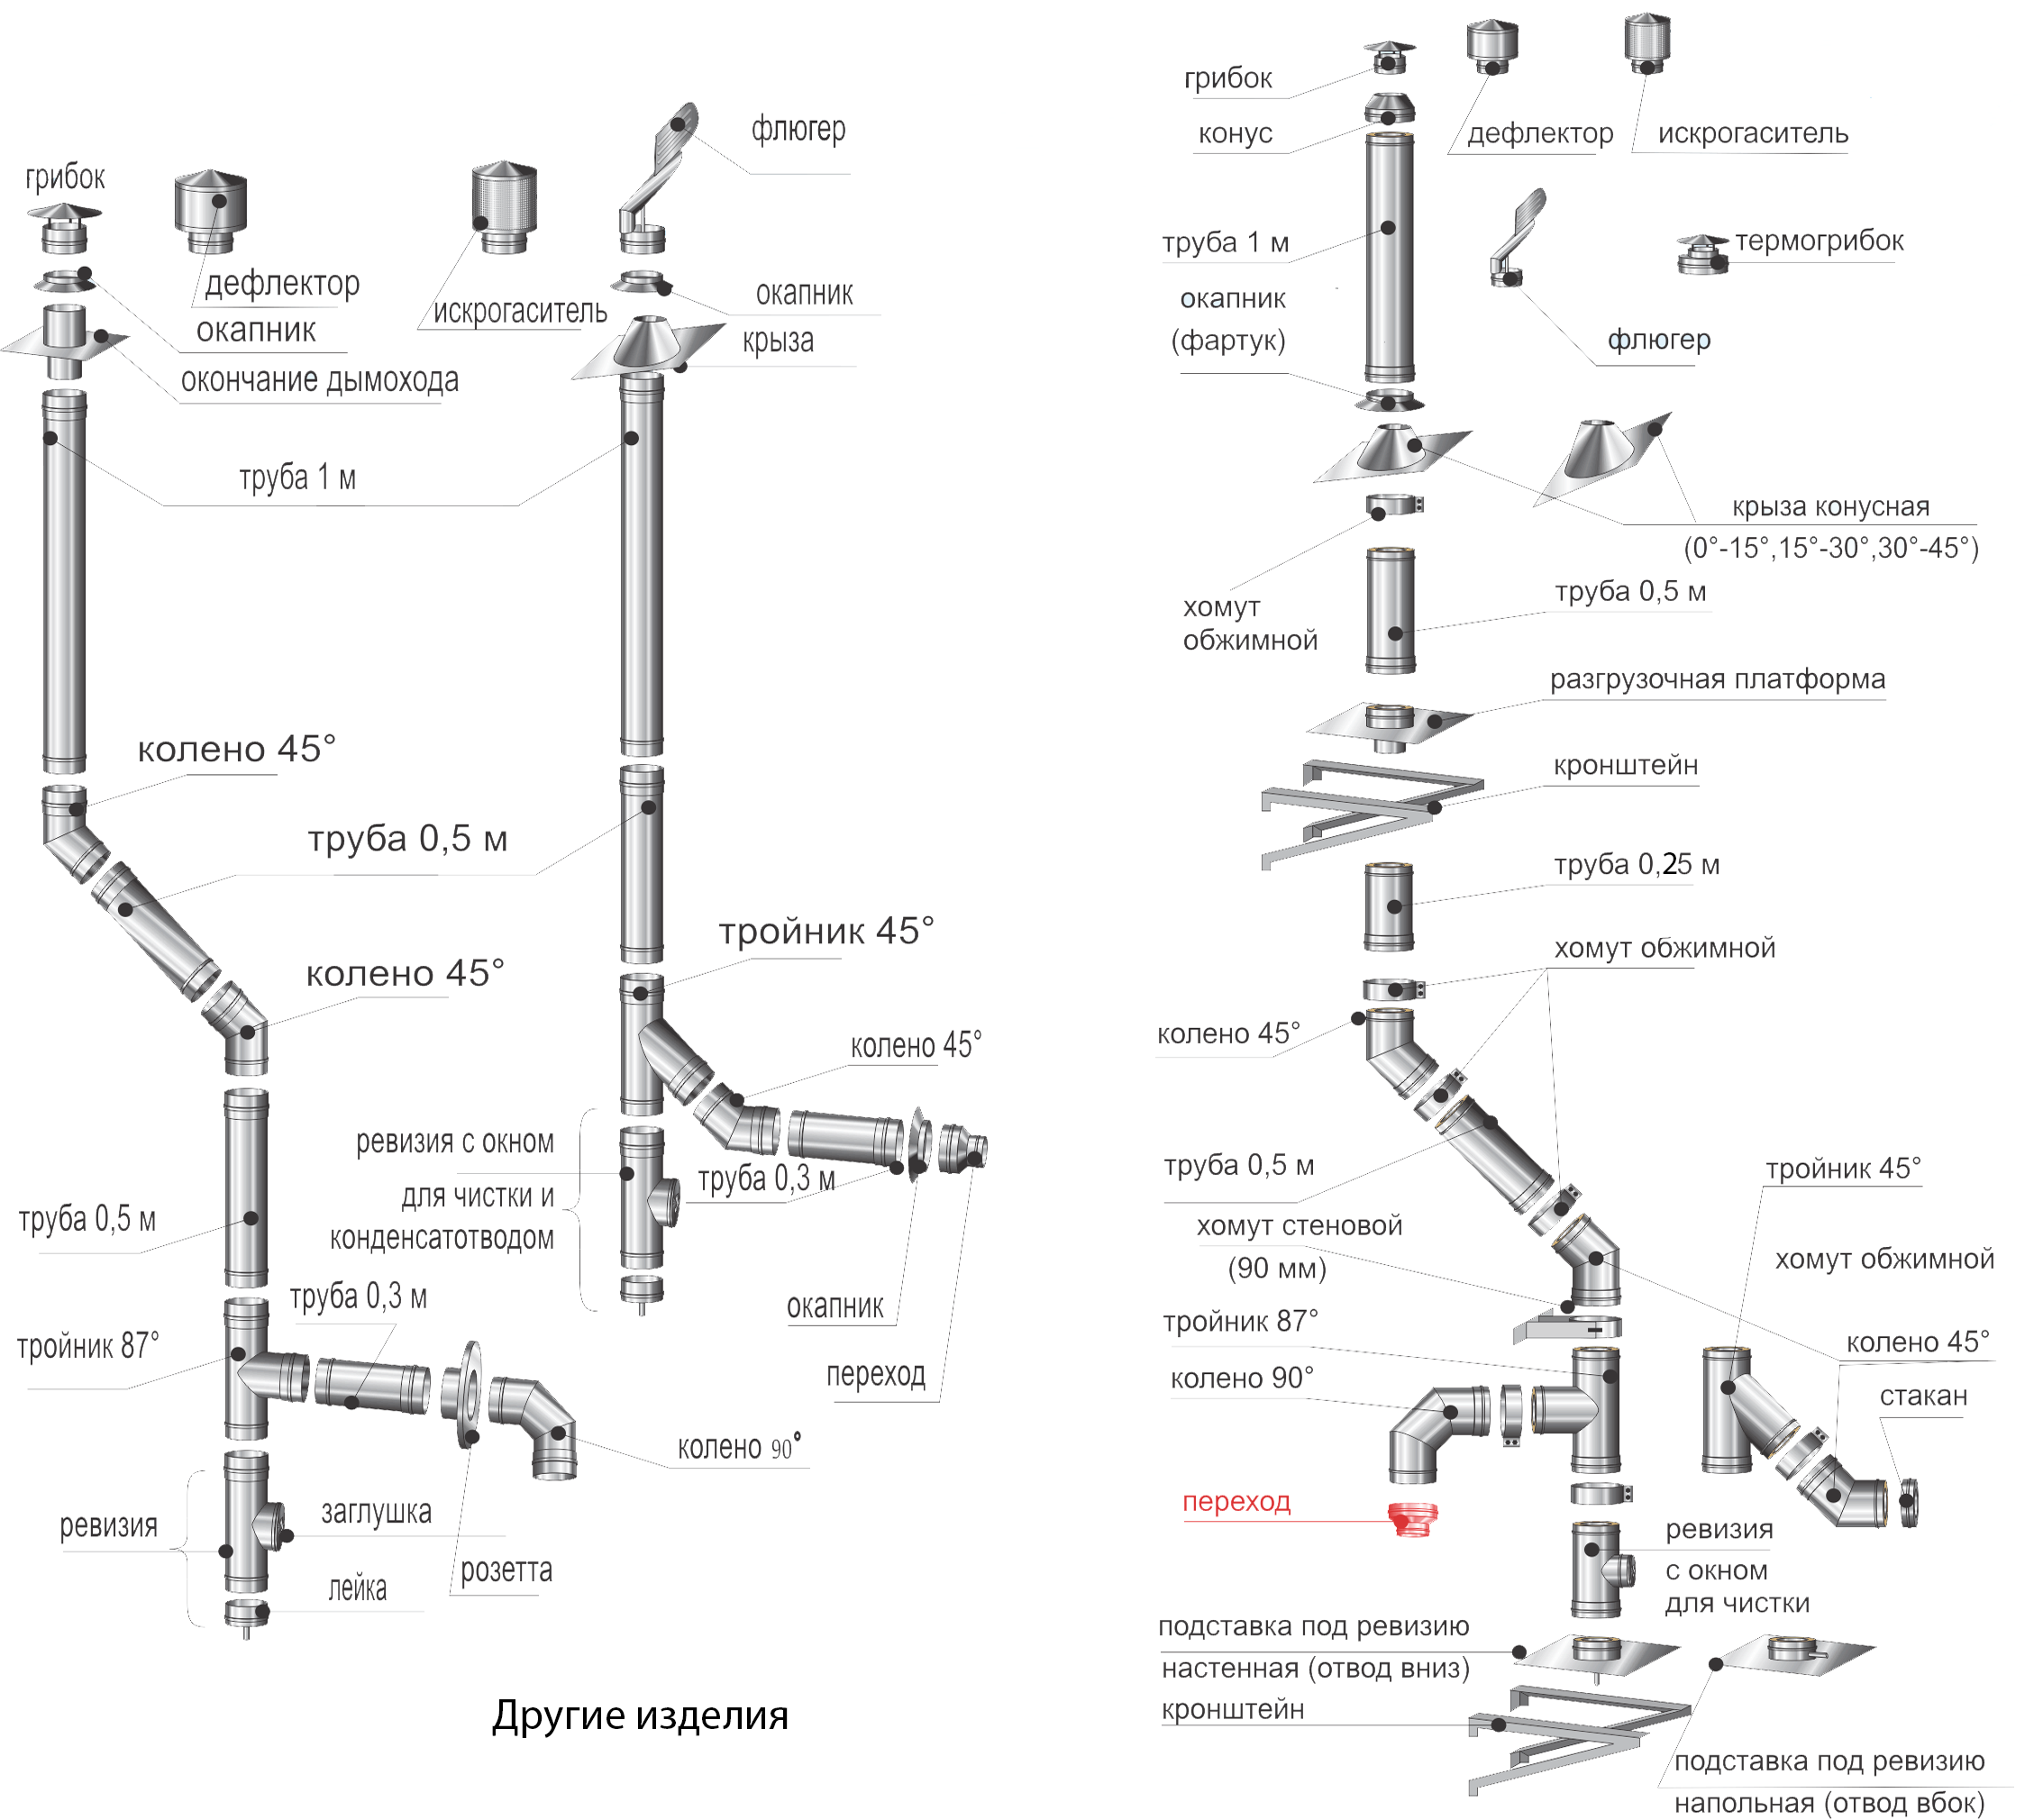 грибок
дефлектор
окапник
окончание дымохода
искрогаситель
флюгер
окапник
крыза
труба 1 м
колено 45°
труба 0,5 м
колено 45°
тройник 45°
колено 45°
ревизия с окном
для чистки и
конденсатотводом
труба 0,3 м
окапник
переход
труба 0,5 м
труба 0,3 м
тройник 87°
колено 90°
ревизия
заглушка
лейка
розетта
Другие изделия
грибок
конус
дефлектор
искрогаситель
труба 1 м
термогрибок
окапник
(фартук)
флюгер
крыза конусная
(0°-15°,15°-30°,30°-45°)
хомут
обжимной
труба 0,5 м
разгрузочная платформа
кронштейн
труба 0,25 м
хомут обжимной
колено 45°
труба 0,5 м
тройник 45°
хомут стеновой
(90 мм)
хомут обжимной
тройник 87°
колено 45°
колено 90°
стакан
переход
ревизия
с окном
для чистки
подставка под ревизию
настенная (отвод вниз)
кронштейн
подставка под ревизию
напольная (отвод вбок)